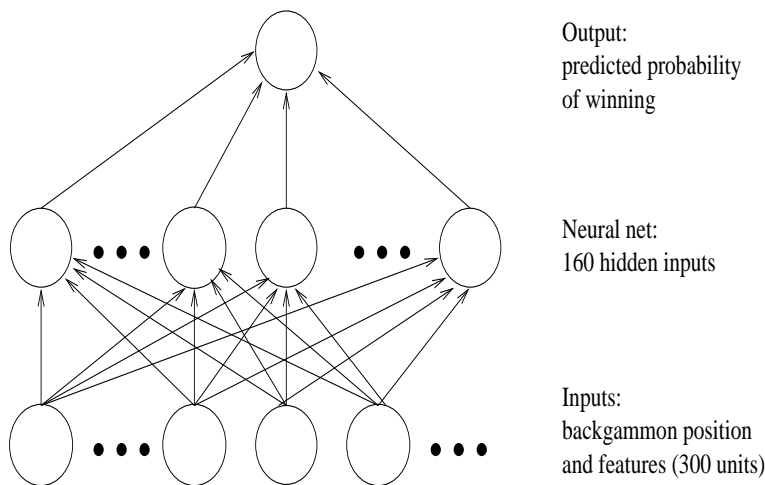 Output:
predicted probability
of winning
Neural net:
160 hidden inputs
Inputs:
backgammon position
and features (300 units)